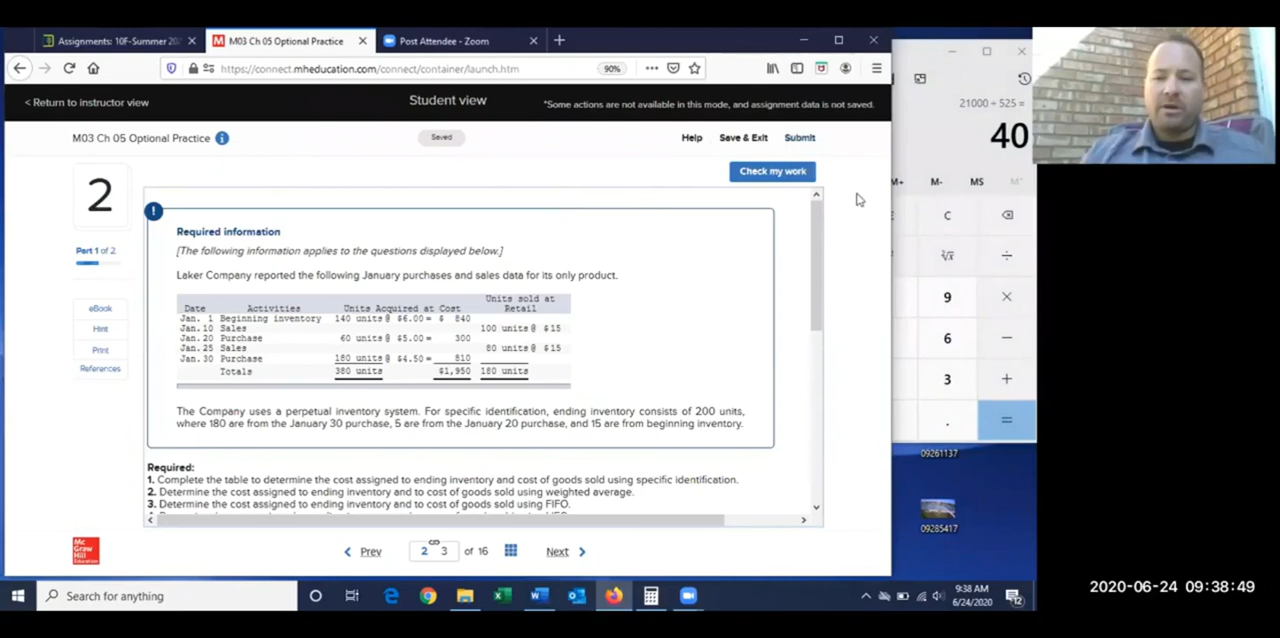 Assignments: 10F-Summer 20
M03 Ch 05 Optional Practice
Post Attendee - Zoom
https://connect.mheducation.com/connect/container/launch.htm
90%
< Return to instructor view
Student view
*Some actions are not available in this mode, and assignment data is not saved.
M03 Ch 05 Optional Practice
Saved
Help
Save & Exit
Submit
Check my work
2
Part 1 of 2
eBook
Hint
Print
References
Required information
[The following information applies to the questions displayed below.]
Laker Company reported the following January purchases and sales data for its only product.
Date Activities Units Acquired at Cost Units sold at Retail
Jan. 1 Beginning inventory 140 units @ $6.00 = $ 840
Jan. 10 Sales 100 units @ $15
Jan. 20 Purchase 60 units @ $5.00 = 300
Jan. 25 Sales 80 units @ $15
Jan. 30 Purchase 180 units @ $4.50 = 810
Totals 380 units $1,950 180 units
The Company uses a perpetual inventory system. For specific identification, ending inventory consists of 200 units,
where 180 are from the January 30 purchase, 5 are from the January 20 purchase, and 15 are from beginning inventory.
Required:
1. Complete the table to determine the cost assigned to ending inventory and cost of goods sold using specific identification.
2. Determine the cost assigned to ending inventory and to cost of goods sold using weighted average.
3. Determine the cost assigned to ending inventory and to cost of goods sold using FIFO.
Mc
Graw
Hill
Education
< Prev
2 3 of 16
Next >
21000 ÷ 525 =
40
M+ M- MS
C
9
6
3
.
09261137
09285417
Search for anything
9:38 AM
6/24/2020
2020-06-24 09:38:49